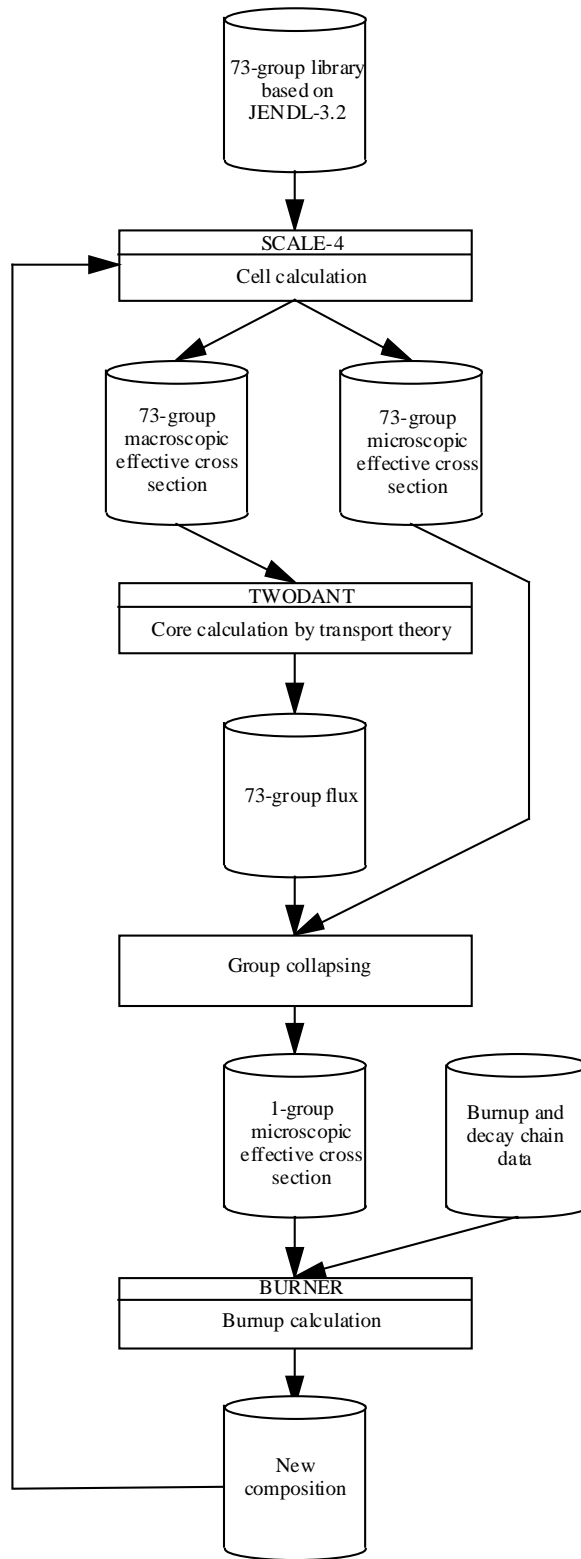 73-group library
based on
JENDL-3.2
SCALE-4
Cell calculation
73-group
macroscopic
effective cross
section
73-group
microscopic
effective cross
section
TWODANT
Core calculation by transport theory
73-group flux
Group collapsing
1-group
microscopic
effective cross
section
Burnup and
decay chain
data
BURNER
Burnup calculation
New
composition